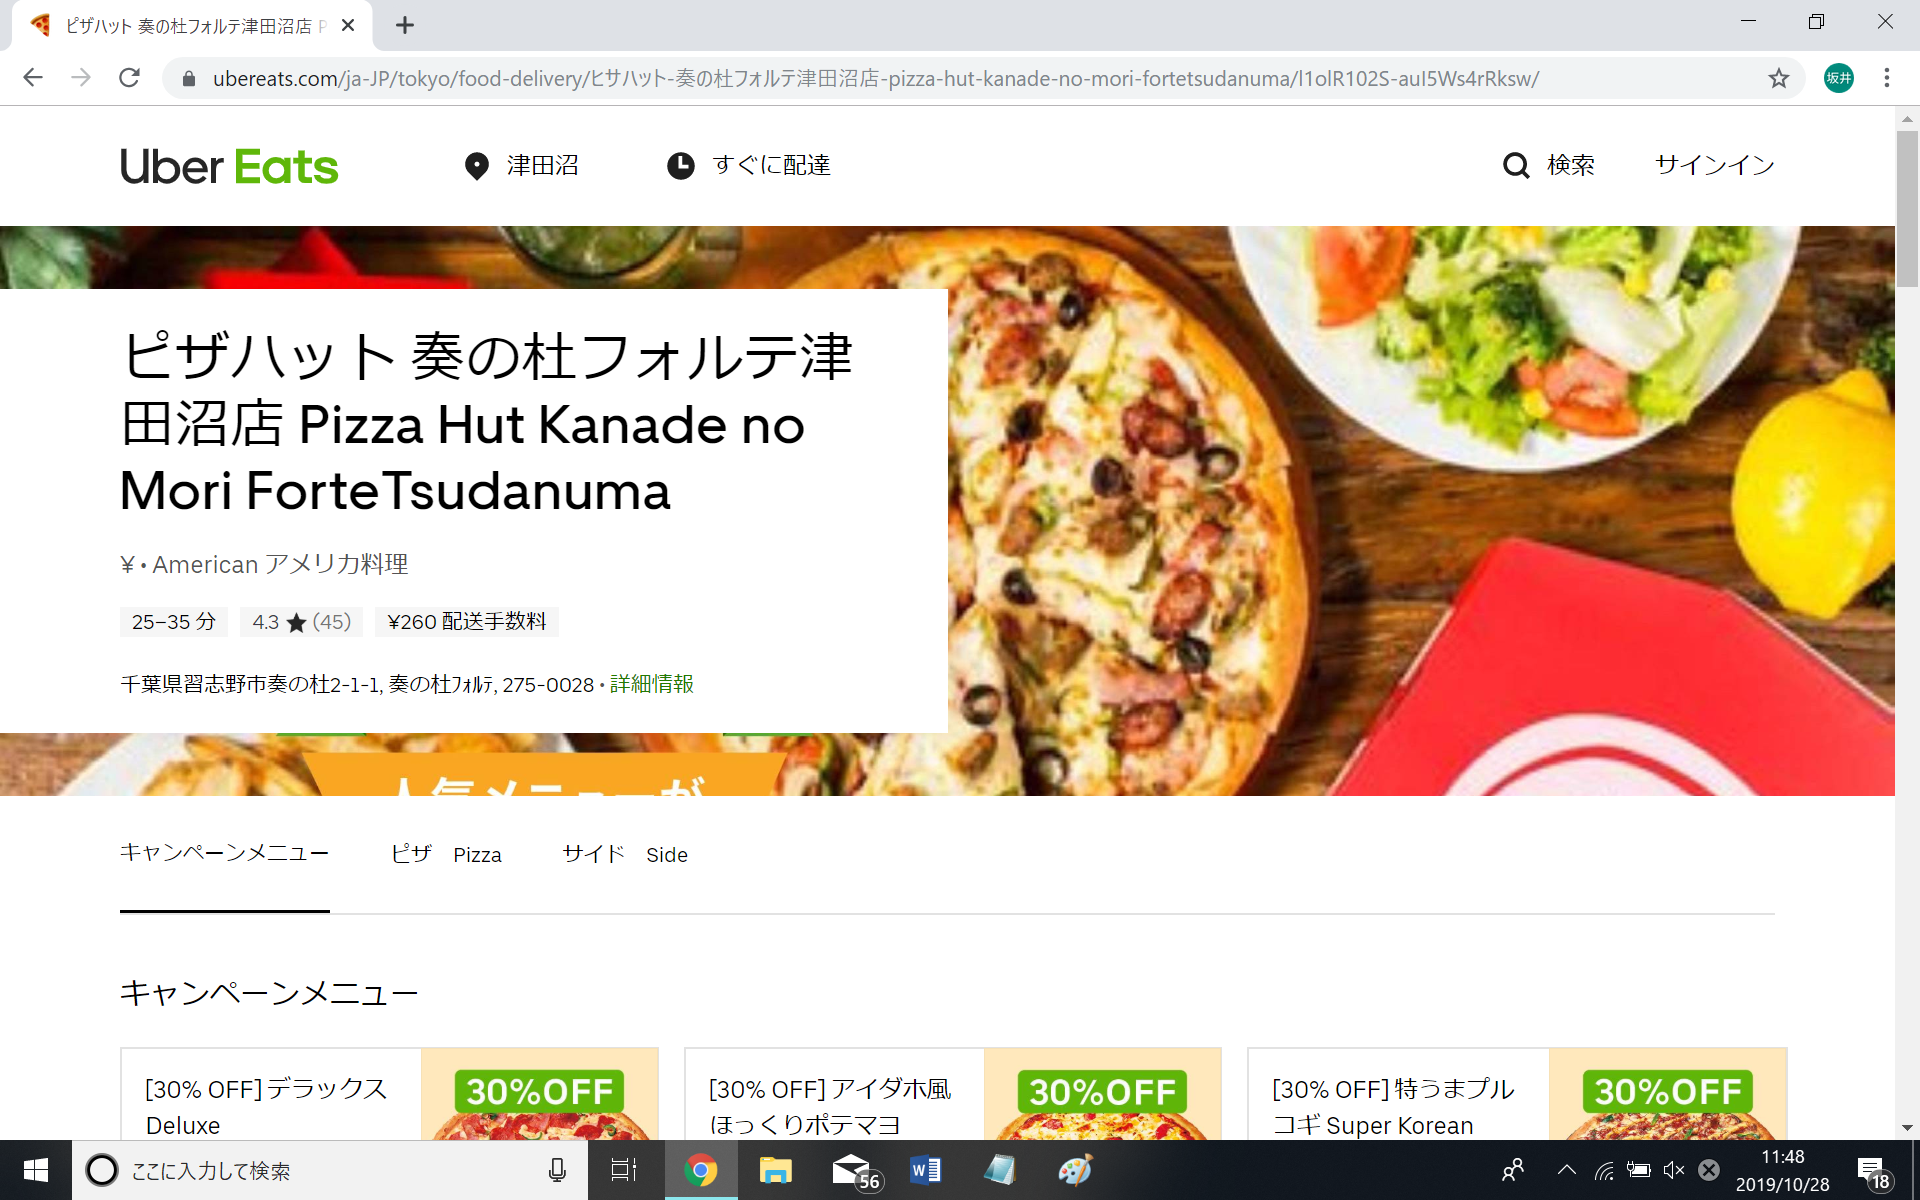 ピザハット 奏の杜フォルテ津田沼店 P
ubereats.com/ja-JP/tokyo/food-delivery/ピザハット-奏の杜フォルテ津田沼店-pizza-hut-kanade-no-mori-fortetsudanuma/l1olR102S-aul5Ws4rRksw/
坂井
Uber Eats
津田沼
すぐに配達
検索
サインイン
ピザハット 奏の杜フォルテ津
田沼店 Pizza Hut Kanade no
Mori ForteTsudanuma
¥ • American アメリカ料理
25–35 分
4.3 ★ (45)
¥260 配送手数料
千葉県習志野市奏の杜2-1-1, 奏の杜ﾌｫﾙﾃ, 275-0028 • 詳細情報
人気メニューが
キャンペーンメニュー
ピザ Pizza
サイド Side
キャンペーンメニュー
[30% OFF] デラックス
Deluxe
30%OFF
[30% OFF] アイダホ風
ほっくりポテマヨ
30%OFF
[30% OFF] 特うまプル
コギ Super Korean
30%OFF
ここに入力して検索
56
11:48
2019/10/28
18